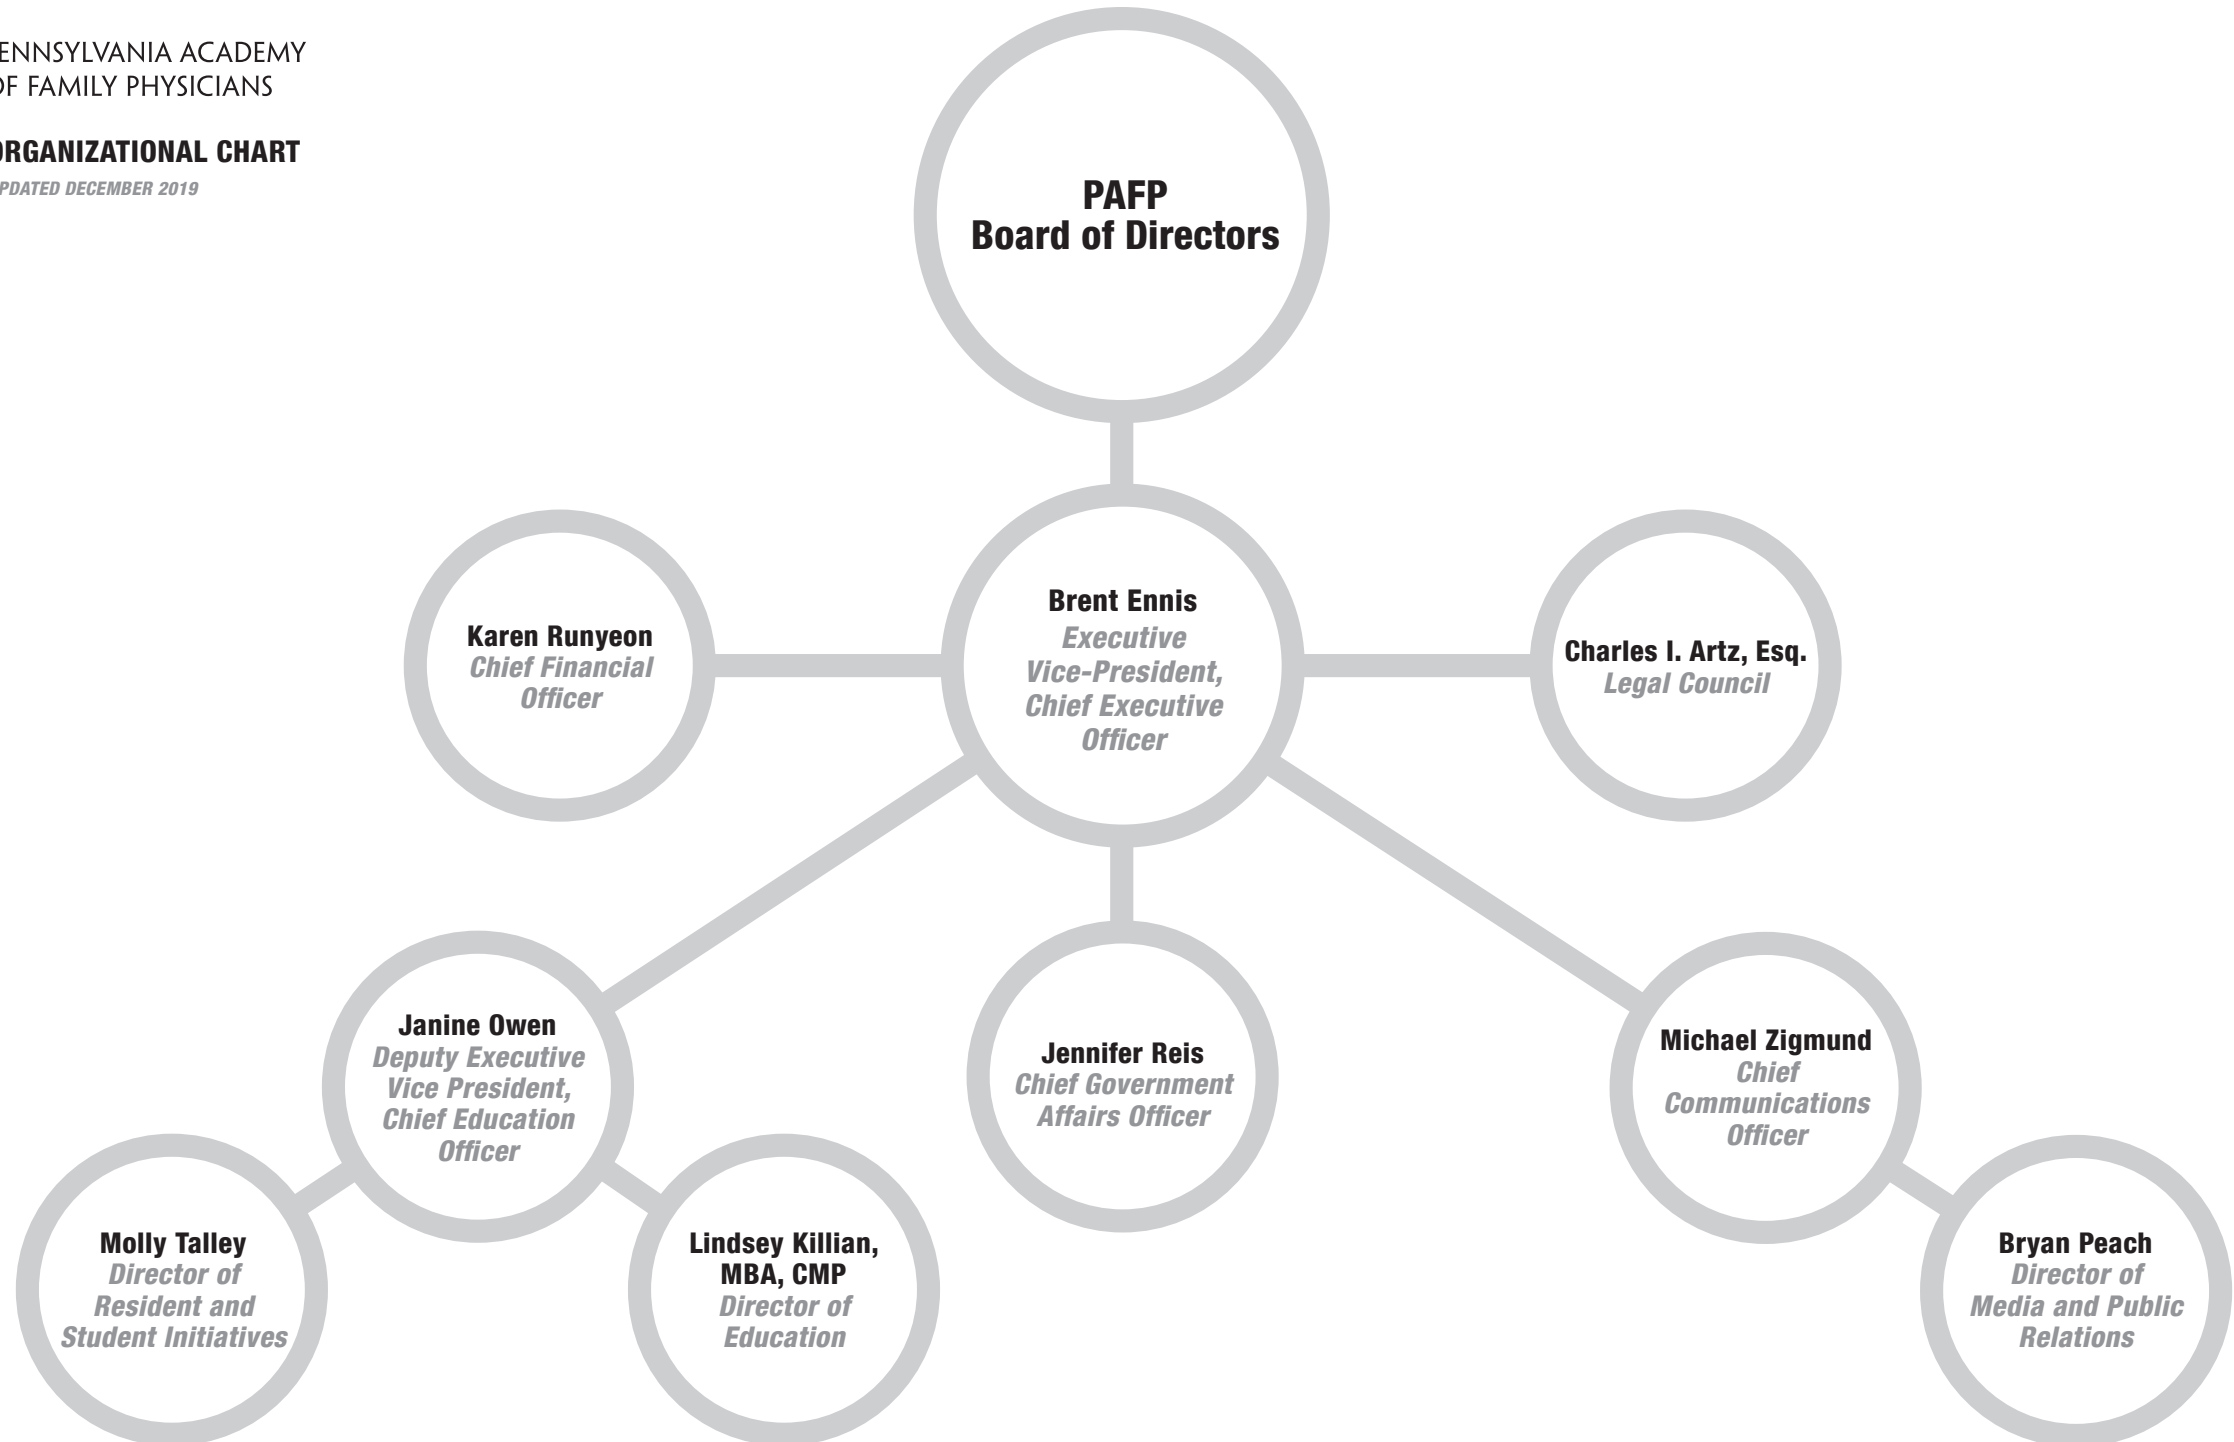 ENNSYLVANIA ACADEMY
OF FAMILY PHYSICIANS
ORGANIZATIONAL CHART
PDATED DECEMBER 2019
PAFP
Board of Directors
Karen Runyeon
Chief Financial
Officer
Brent Ennis
Executive
Vice-President,
Chief Executive
Officer
Charles I. Artz, Esq.
Legal Council
Janine Owen
Deputy Executive
Vice President,
Chief Education
Officer
Jennifer Reis
Chief Government
Affairs Officer
Michael Zigmund
Chief
Communications
Officer
Molly Talley
Director of
Resident and
Student Initiatives
Lindsey Killian,
MBA, CMP
Director of
Education
Bryan Peach
Director of
Media and Public
Relations